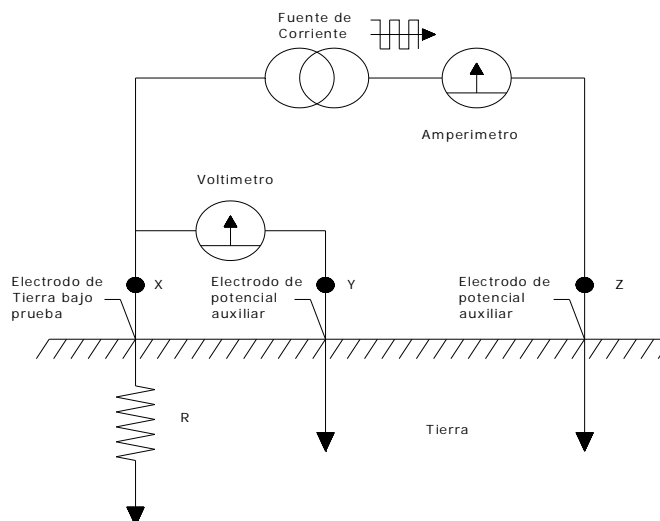 Fuente de
Corriente
Amperimetro
Voltimetro
Electrodo de
Tierra bajo
prueba
X
Electrodo de
potencial
auxiliar
Y
Electrodo de
potencial
auxiliar
Z
R
Tierra